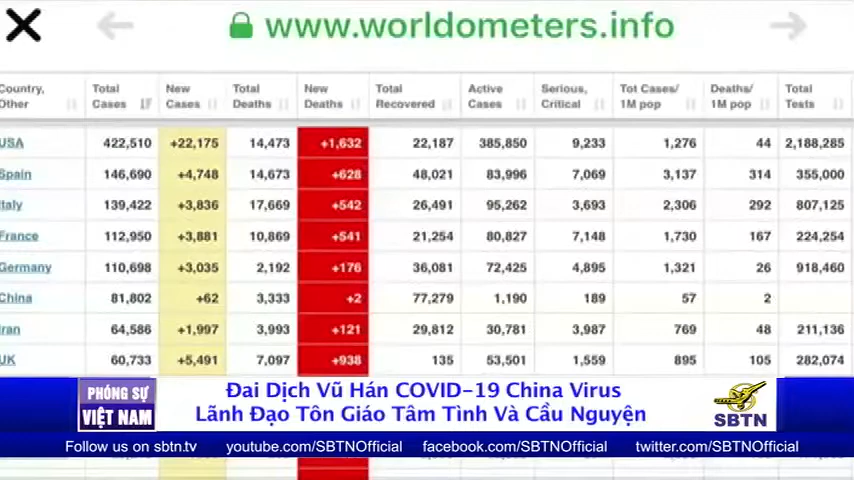 www.worldometers.info
Country, Other Total Cases New Cases Total Deaths New Deaths Total Recovered Active Cases Serious, Critical Tot Cases/ 1M pop Deaths/ 1M pop Total Tests
USA 422,510 +22,175 14,473 +1,632 22,187 385,850 9,233 1,276 44 2,188,285
Spain 146,690 +4,748 14,673 +628 48,021 83,996 7,069 3,137 314 355,000
Italy 139,422 +3,836 17,669 +542 26,491 95,262 3,693 2,306 292 807,125
France 112,950 +3,881 10,869 +541 21,254 80,827 7,148 1,730 167 224,254
Germany 110,698 +3,035 2,192 +176 36,081 72,425 4,895 1,321 26 918,460
China 81,802 +62 3,333 +2 77,279 1,190 189 57 2
Iran 64,586 +1,997 3,993 +121 29,812 30,781 3,987 769 48 211,136
UK 60,733 +5,491 7,097 +938 135 53,501 1,559 895 105 282,074
PHÓNG SỰ
VIỆT NAM
Đai Dịch Vũ Hán COVID-19 China Virus
Lãnh Đạo Tôn Giáo Tâm Tình Và Cầu Nguyện
SBTN
Follow us on sbtn.tv youtube.com/SBTNOfficial facebook.com/SBTNOfficial twitter.com/SBTNOfficial